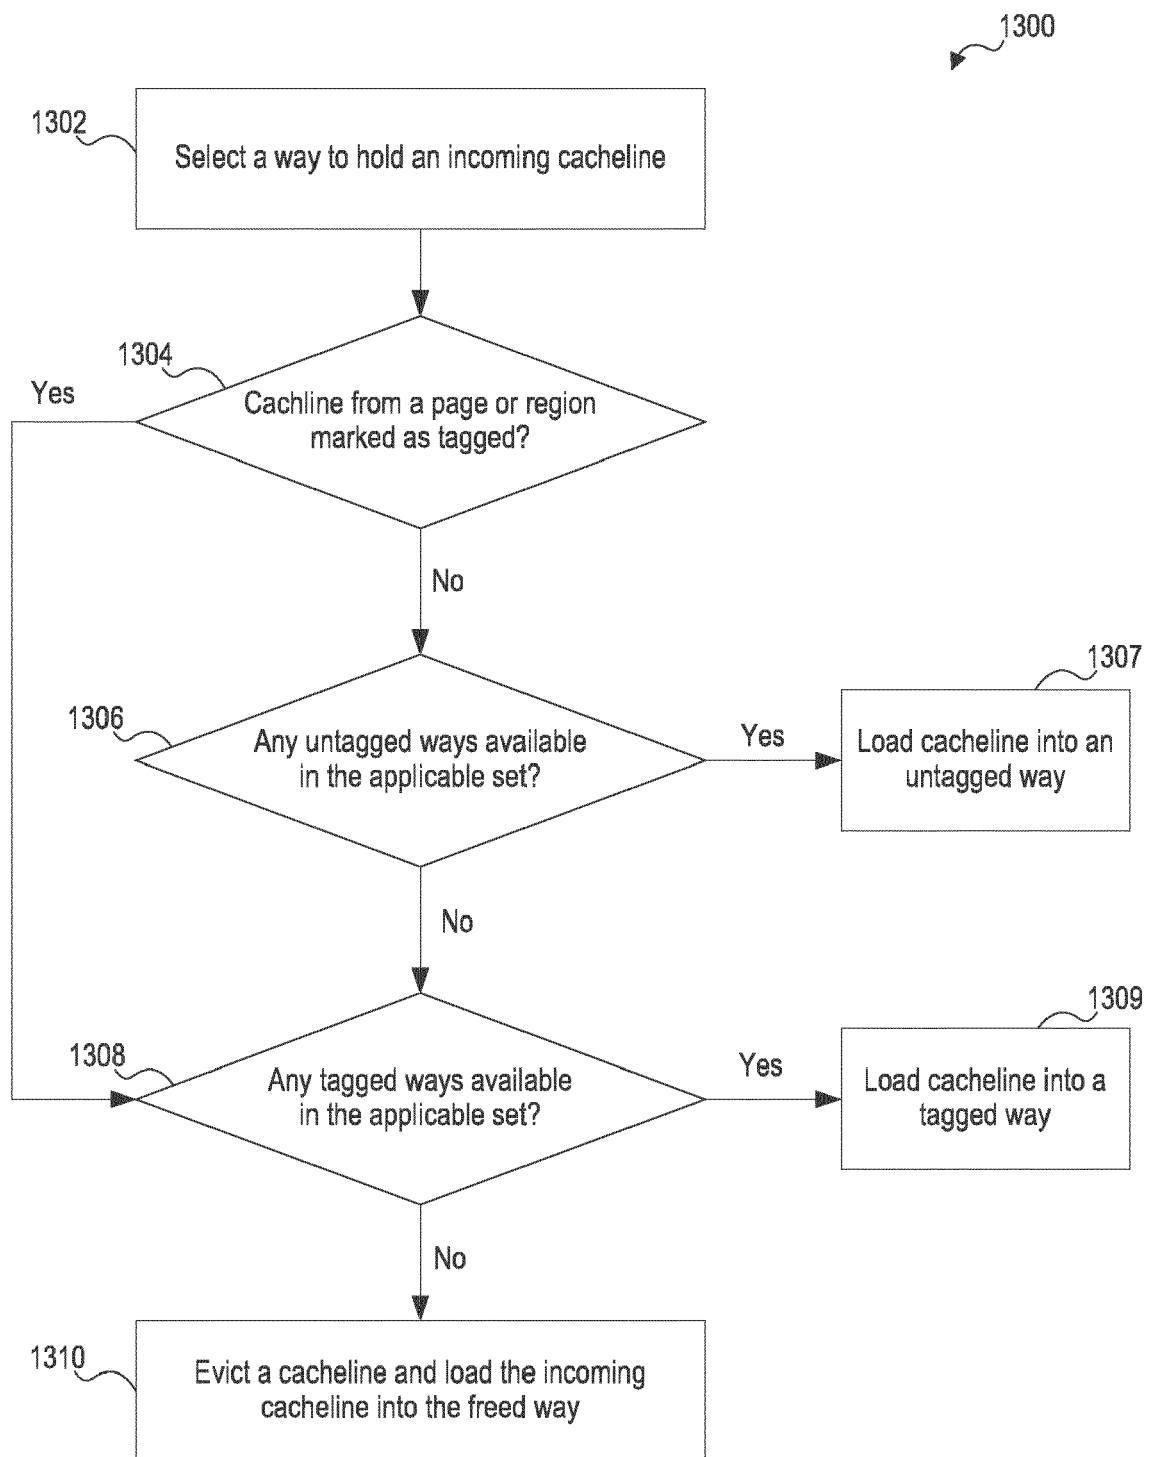 1300
1302
Select a way to hold an incoming cacheline
1304
Yes
Cachline from a page or region
marked as tagged?
No
1307
1306
Any untagged ways available
in the applicable set?
Yes
Load cacheline into an
untagged way
No
1309
1308
Any tagged ways available
in the applicable set?
Yes
Load cacheline into a
tagged way
No
1310
Evict a cacheline and load the incoming
cacheline into the freed way